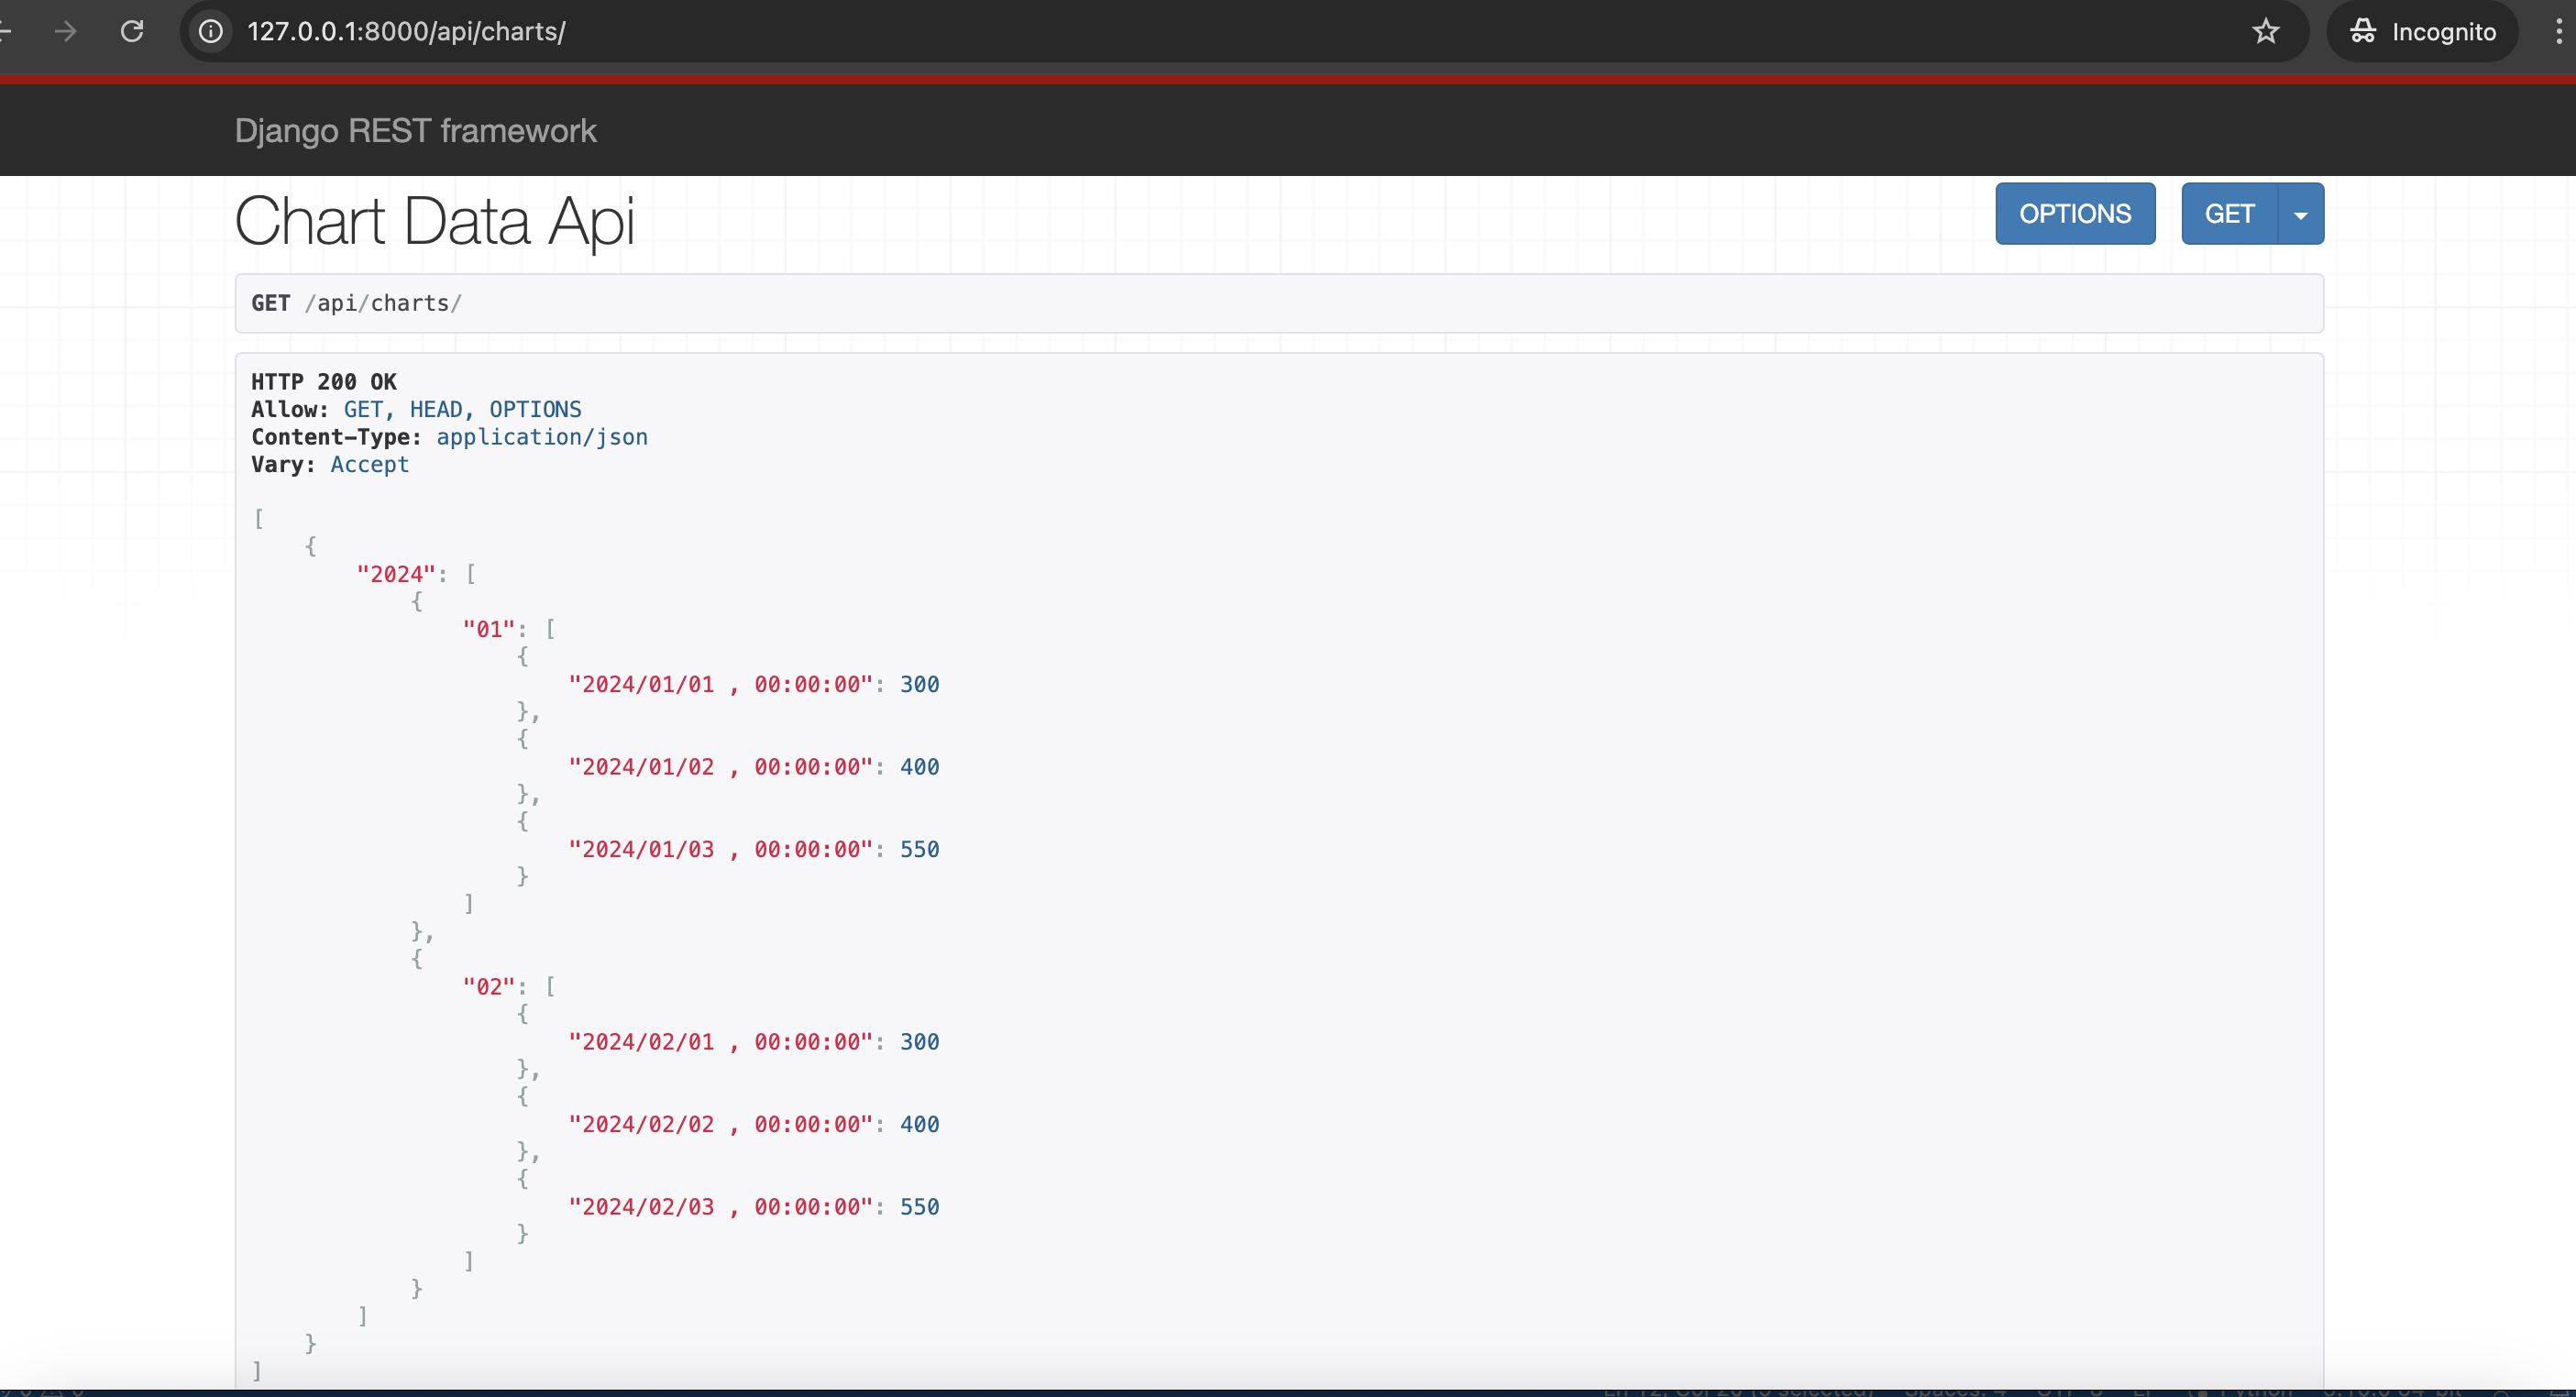 127.0.0.1:8000/api/charts/
Incognito
Django REST framework
Chart Data Api
OPTIONS
GET
GET /api/charts/
HTTP 200 OK
Allow: GET, HEAD, OPTIONS
Content-Type: application/json
Vary: Accept
[
{
"2024": [
{
"01": [
{
"2024/01/01 , 00:00:00": 300
},
{
"2024/01/02 , 00:00:00": 400
},
{
"2024/01/03 , 00:00:00": 550
}
]
},
{
"02": [
{
"2024/02/01 , 00:00:00": 300
},
{
"2024/02/02 , 00:00:00": 400
},
{
"2024/02/03 , 00:00:00": 550
}
]
}
]
}
]